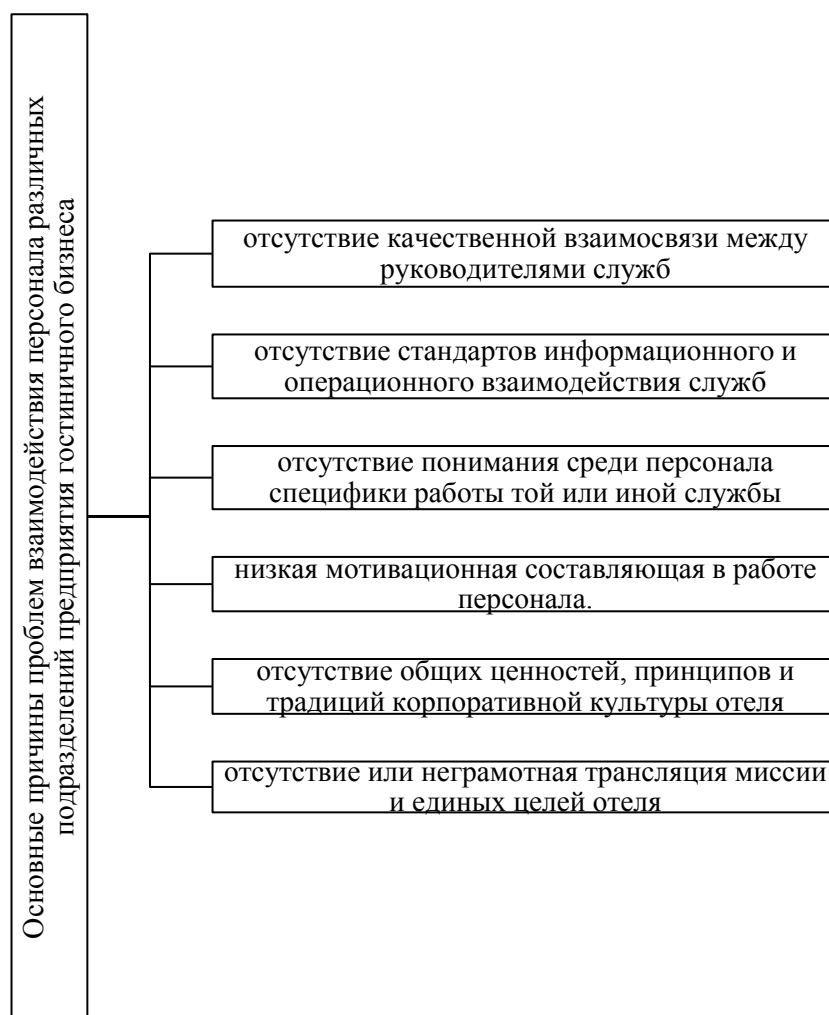 Основные причины проблем взаимодействия персонала различных
подразделений предприятия гостиничного бизнеса
отсутствие качественной взаимосвязи между
руководителями служб
отсутствие стандартов информационного и
операционного взаимодействия служб
отсутствие понимания среди персонала
специфики работы той или иной службы
низкая мотивационная составляющая в работе
персонала.
отсутствие общих ценностей, принципов и
традиций корпоративной культуры отеля
отсутствие или неграмотная трансляция миссии
и единых целей отеля